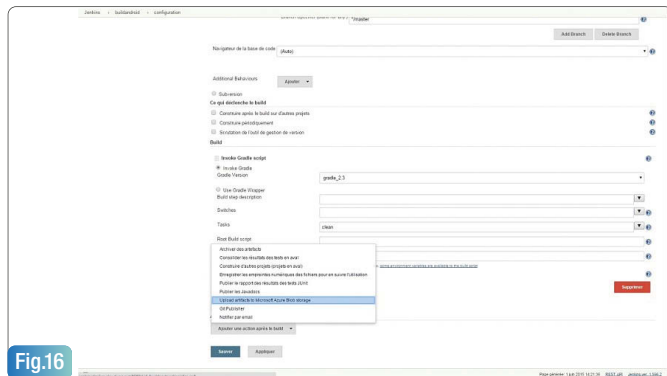 Jenkins › buildandroid › configuration
*/master
Add Branch Delete Branch
Navigateur de la base de code (Auto)
Additional Behaviours Ajouter
Subversion
Ce qui déclenche le build
Construire après le build sur d'autres projets
Construire périodiquement
Scrutation de l'outil de gestion de version
Build
Invoke Gradle script
Invoke Gradle
Gradle Version gradle_2.3
Use Gradle Wrapper
Build step description
Switches
Tasks clean
Root Build script
Archiver des artefacts
Consolider les résultats des tests en aval
Construire d'autres projets (projets en aval)
Enregistrer les empreintes numériques des fichiers pour en suivre l'utilisation
Publier le rapport des résultats des tests JUnit
Publier les Javadocs
Upload artifacts to Microsoft Azure Blob storage
Git Publisher
Notifier par email
Supprimer
Ajouter une action après le build
Sauver Appliquer
Fig.16